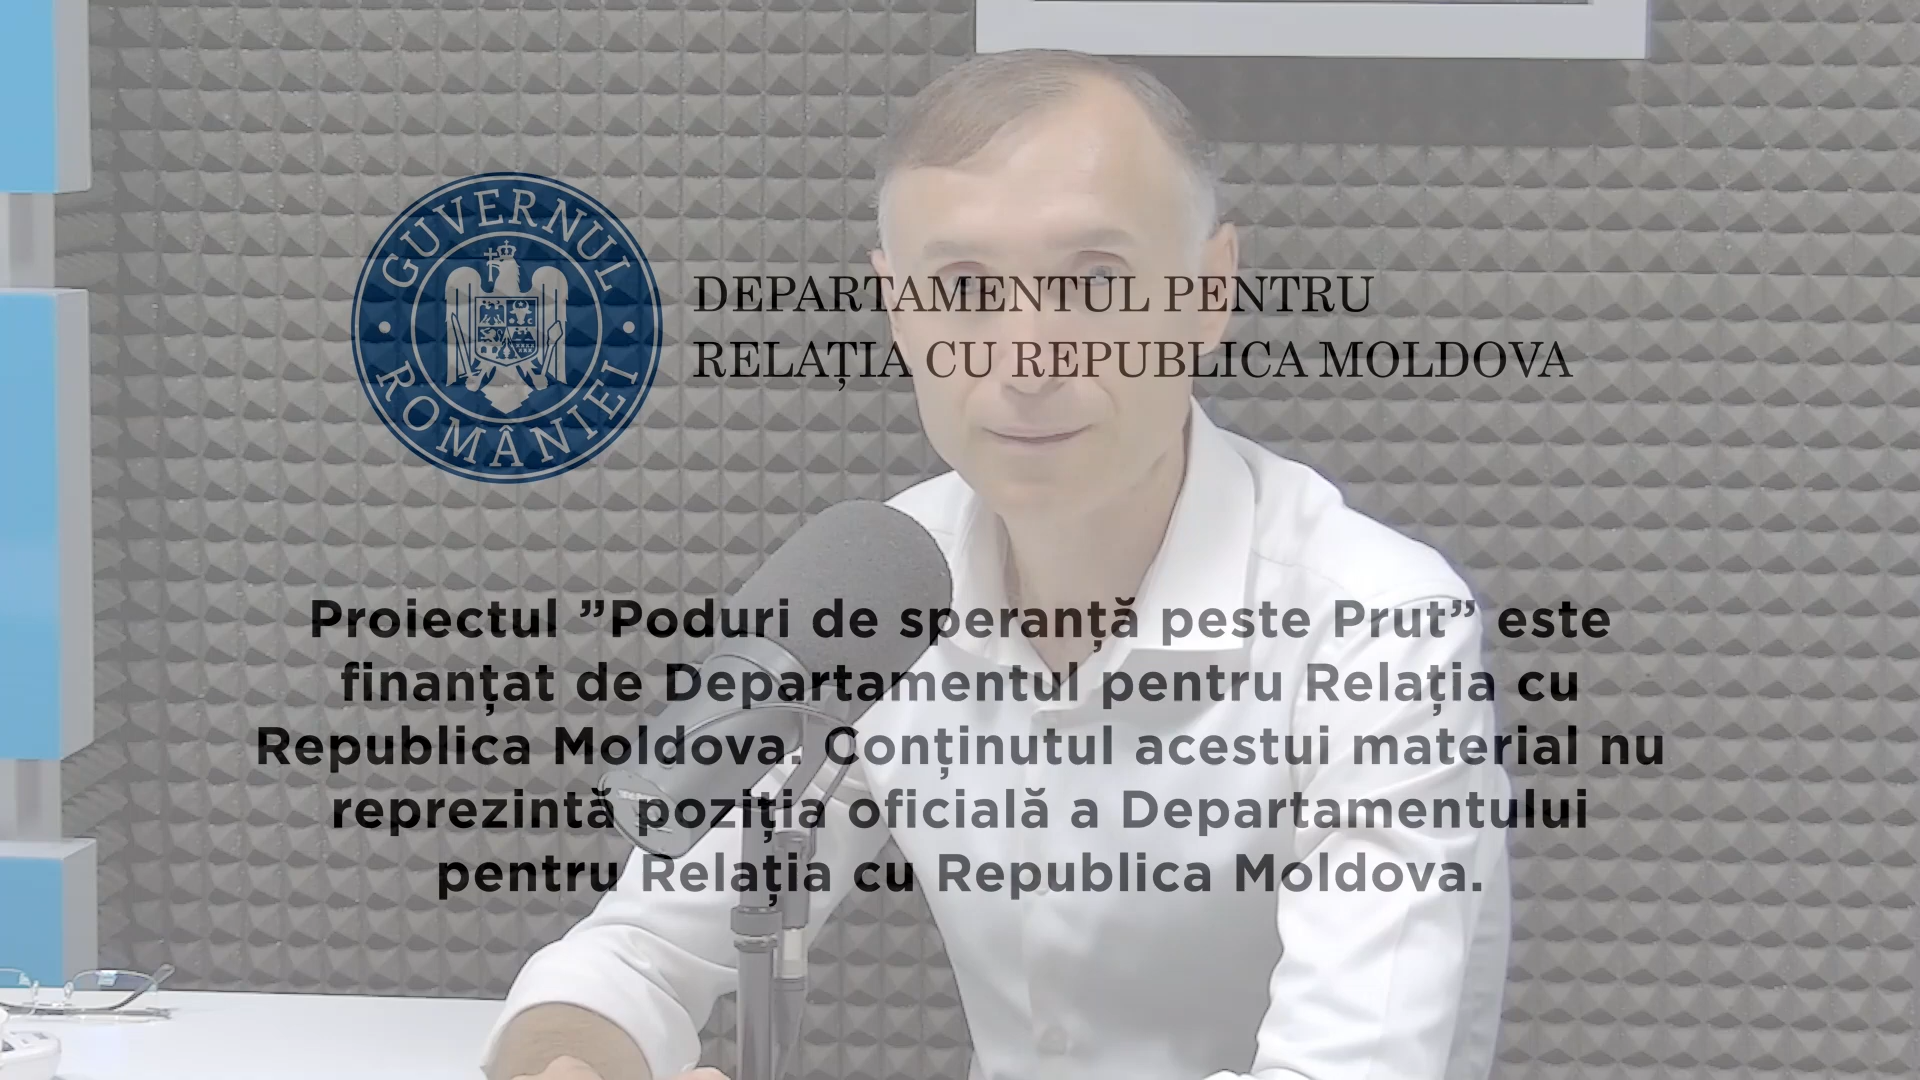 GUVERNUL ROMÂNIEI
DEPARTAMENTUL PENTRU
RELAȚIA CU REPUBLICA MOLDOVA
Proiectul ”Poduri de speranță peste Prut” este
finanțat de Departamentul pentru Relația cu
Republica Moldova. Conținutul acestui material nu
reprezintă poziția oficială a Departamentului
pentru Relația cu Republica Moldova.